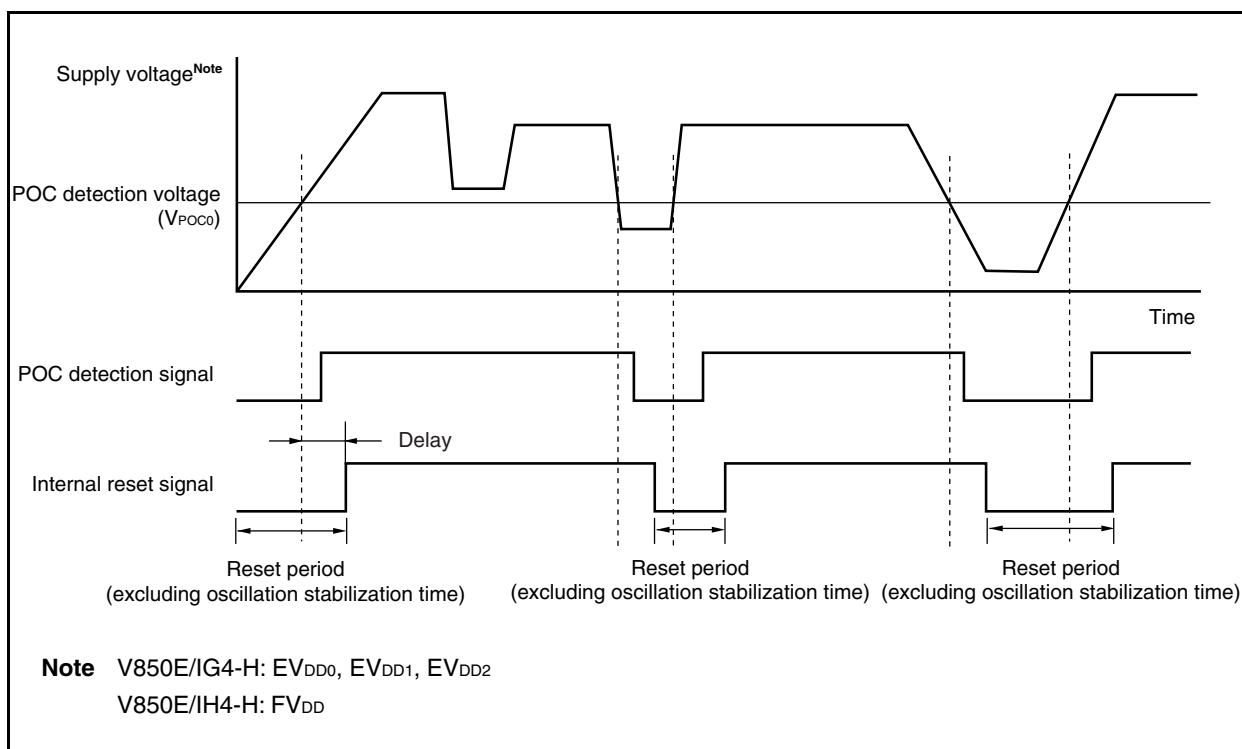 Supply voltageNote
POC detection voltage
(VPOC0)
Time
POC detection signal
Delay
Internal reset signal
Reset period
(excluding oscillation stabilization time)
Reset period
(excluding oscillation stabilization time)
Reset period
(excluding oscillation stabilization time)
Note V850E/IG4-H: EVDD0, EVDD1, EVDD2
V850E/IH4-H: FVDD